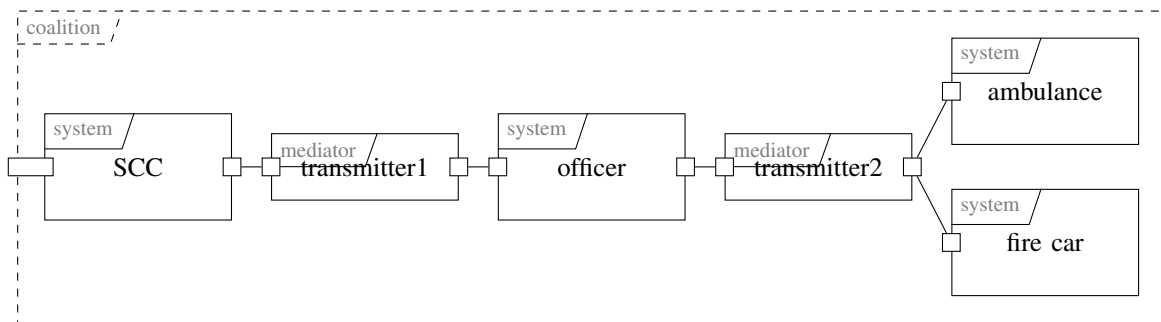 coalition
system
SCC
mediator
transmitter1
system
officer
mediator
transmitter2
system
ambulance
system
fire car